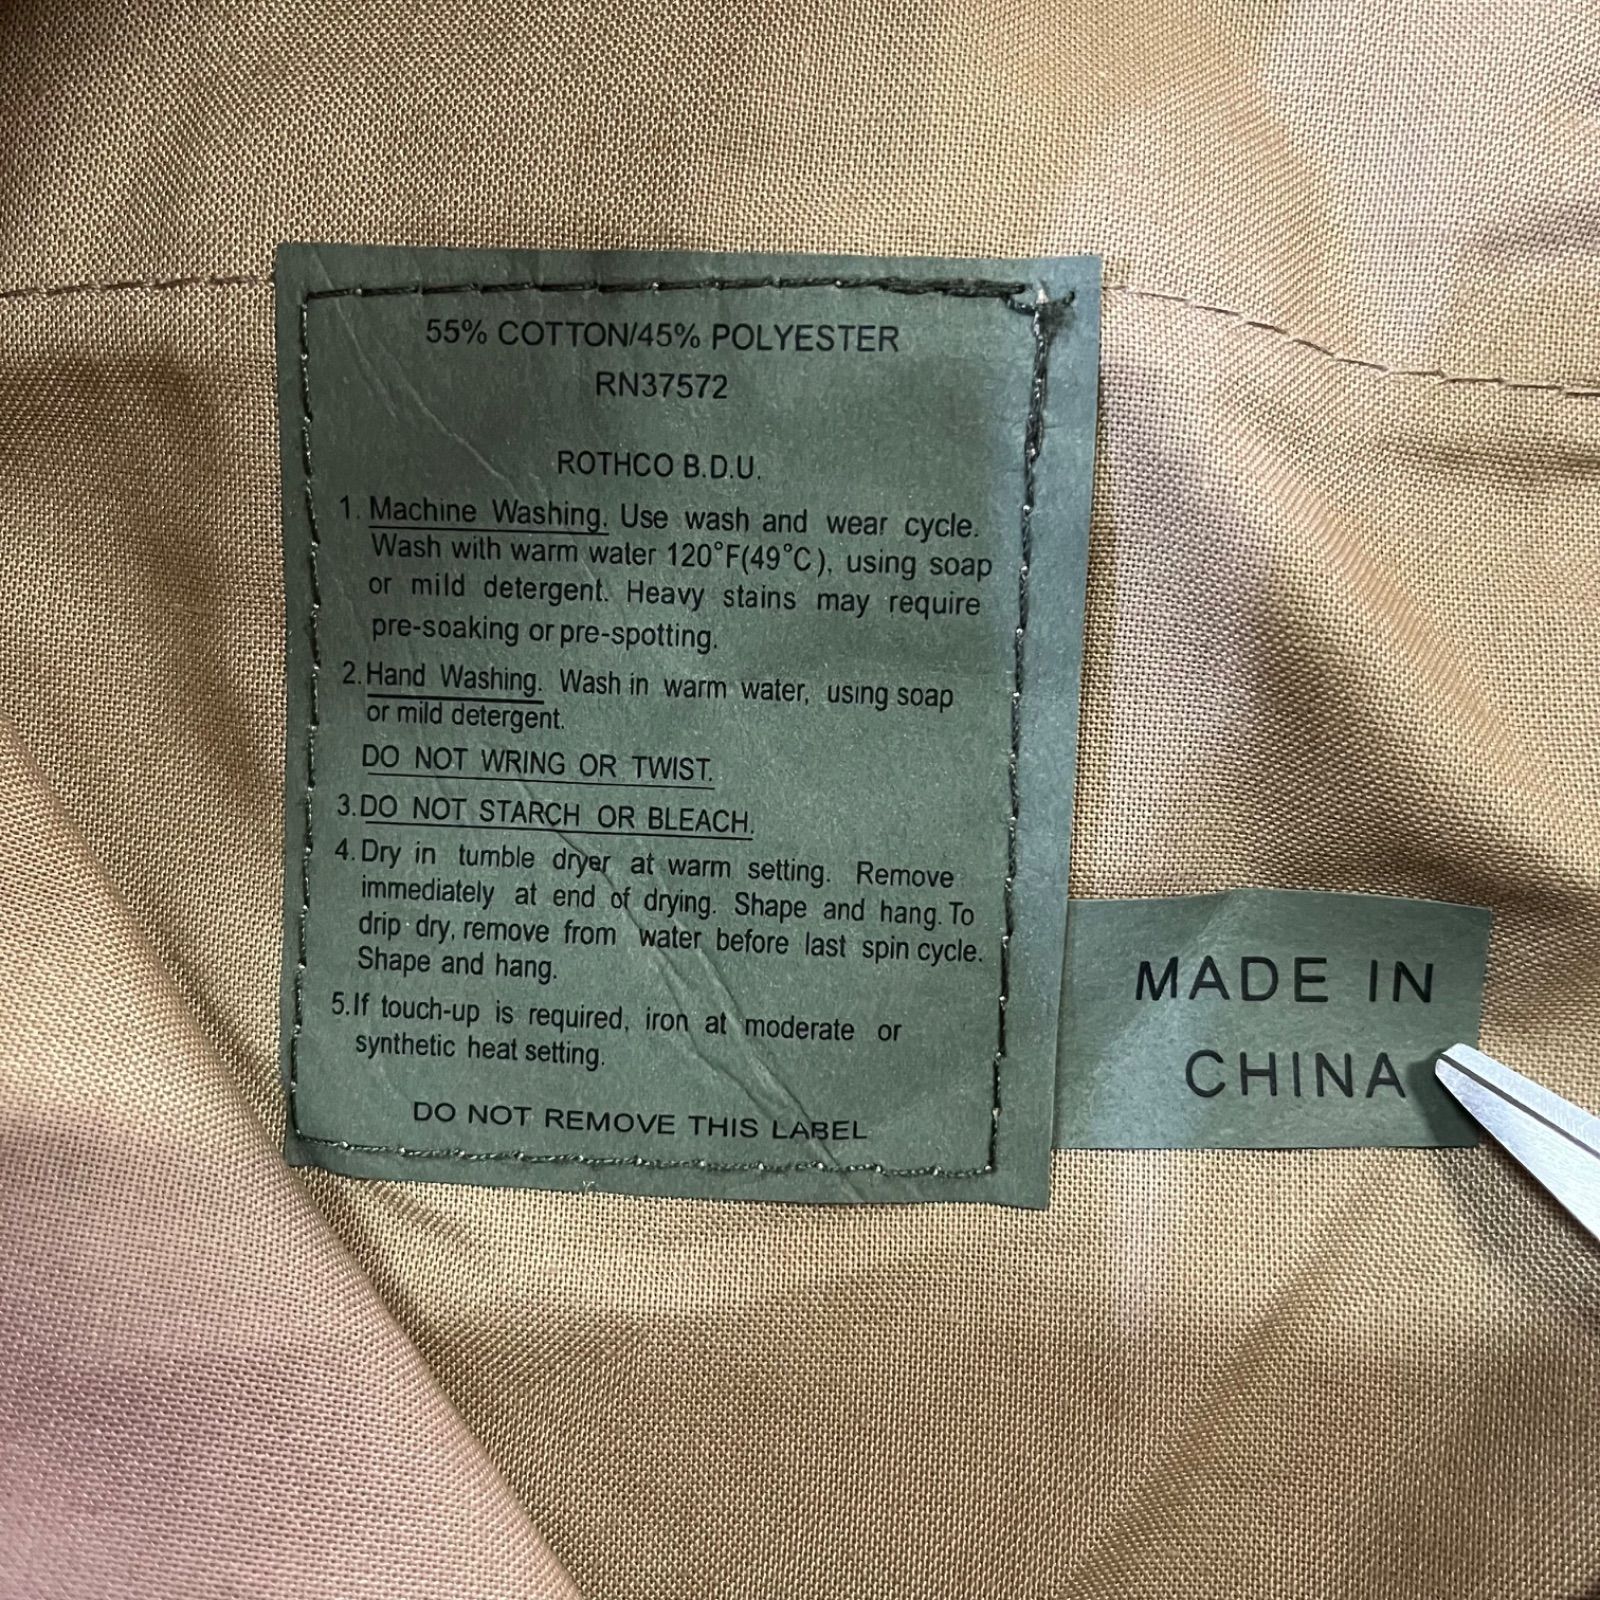 55% COTTON/45% POLYESTER
RN37572
ROTHCO B.D.U.
1. Machine Washing. Use wash and wear cycle.
Wash with warm water 120°F(49°C), using soap
or mild detergent. Heavy stains may require
pre-soaking or pre-spotting.
2. Hand Washing. Wash in warm water, using soap
or mild detergent.
DO NOT WRING OR TWIST.
3. DO NOT STARCH OR BLEACH.
4. Dry in tumble dryer at warm setting. Remove
immediately at end of drying. Shape and hang. To
drip dry, remove from water before last spin cycle.
Shape and hang.
5. If touch-up is required, iron at moderate or
synthetic heat setting.
DO NOT REMOVE THIS LABEL
MADE IN
CHINA